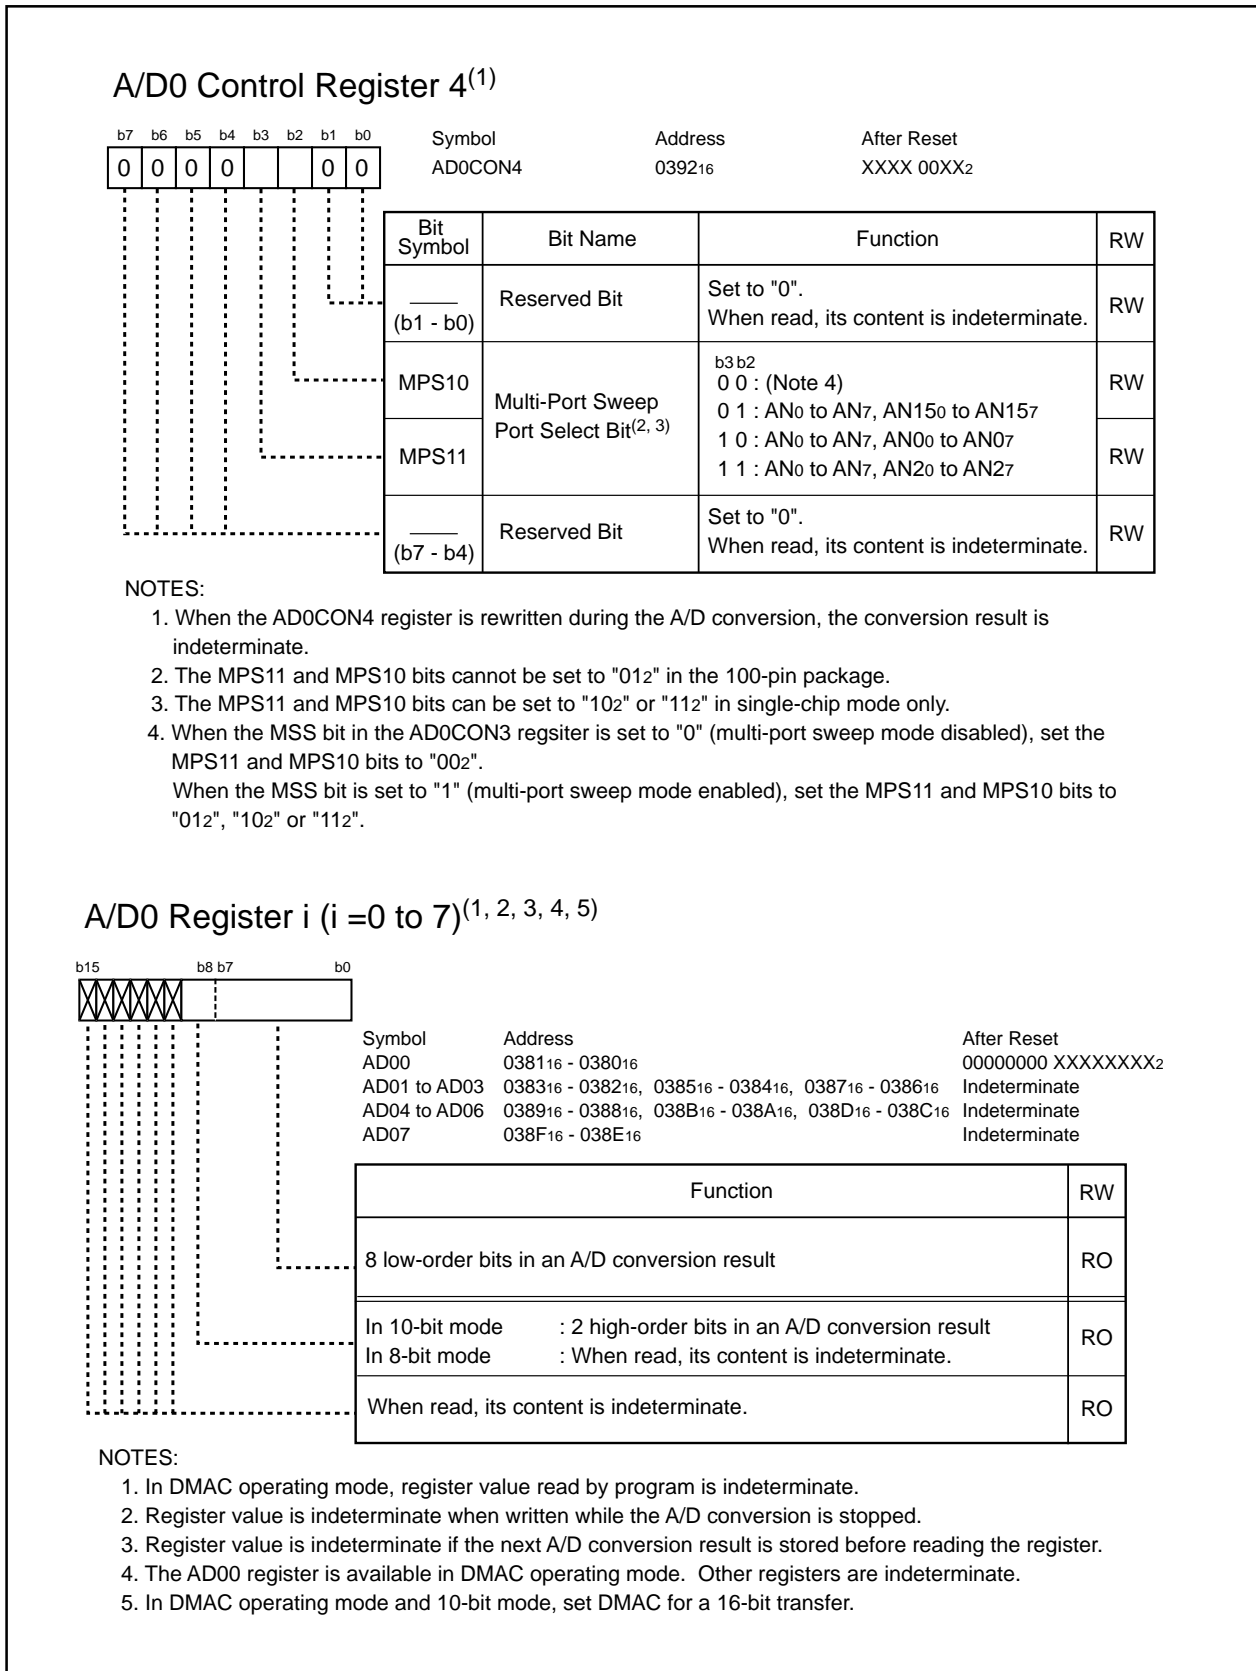 A/D0 Control Register 4(1)
b7 b6 b5 b4 b3 b2 b1 b0
0 0 0 0 0 0
Symbol Address After Reset
AD0CON4 039216 XXXX 00XX2
Bit Symbol Bit Name Function RW
(b1 - b0) Reserved Bit Set to "0". RW
When read, its content is indeterminate.
MPS10 Multi-Port Sweep Port Select Bit(2, 3) RW
b3 b2
0 0 : (Note 4)
0 1 : AN0 to AN7, AN150 to AN157
MPS11 RW
1 0 : AN0 to AN7, AN00 to AN07
1 1 : AN0 to AN7, AN20 to AN27
(b7 - b4) Reserved Bit Set to "0". RW
When read, its content is indeterminate.
NOTES:
1. When the AD0CON4 register is rewritten during the A/D conversion, the conversion result is
indeterminate.
2. The MPS11 and MPS10 bits cannot be set to "012" in the 100-pin package.
3. The MPS11 and MPS10 bits can be set to "102" or "112" in single-chip mode only.
4. When the MSS bit in the AD0CON3 regsiter is set to "0" (multi-port sweep mode disabled), set the
MPS11 and MPS10 bits to "002".
When the MSS bit is set to "1" (multi-port sweep mode enabled), set the MPS11 and MPS10 bits to
"012", "102" or "112".
A/D0 Register i (i =0 to 7)(1, 2, 3, 4, 5)
b15 b8 b7 b0
Symbol Address After Reset
AD00 038116 - 038016 00000000 XXXXXXXX2
AD01 to AD03 038316 - 038216, 038516 - 038416, 038716 - 038616 Indeterminate
AD04 to AD06 038916 - 038816, 038B16 - 038A16, 038D16 - 038C16 Indeterminate
AD07 038F16 - 038E16 Indeterminate
Function RW
8 low-order bits in an A/D conversion result RO
In 10-bit mode : 2 high-order bits in an A/D conversion result RO
In 8-bit mode : When read, its content is indeterminate.
When read, its content is indeterminate. RO
NOTES:
1. In DMAC operating mode, register value read by program is indeterminate.
2. Register value is indeterminate when written while the A/D conversion is stopped.
3. Register value is indeterminate if the next A/D conversion result is stored before reading the register.
4. The AD00 register is available in DMAC operating mode. Other registers are indeterminate.
5. In DMAC operating mode and 10-bit mode, set DMAC for a 16-bit transfer.